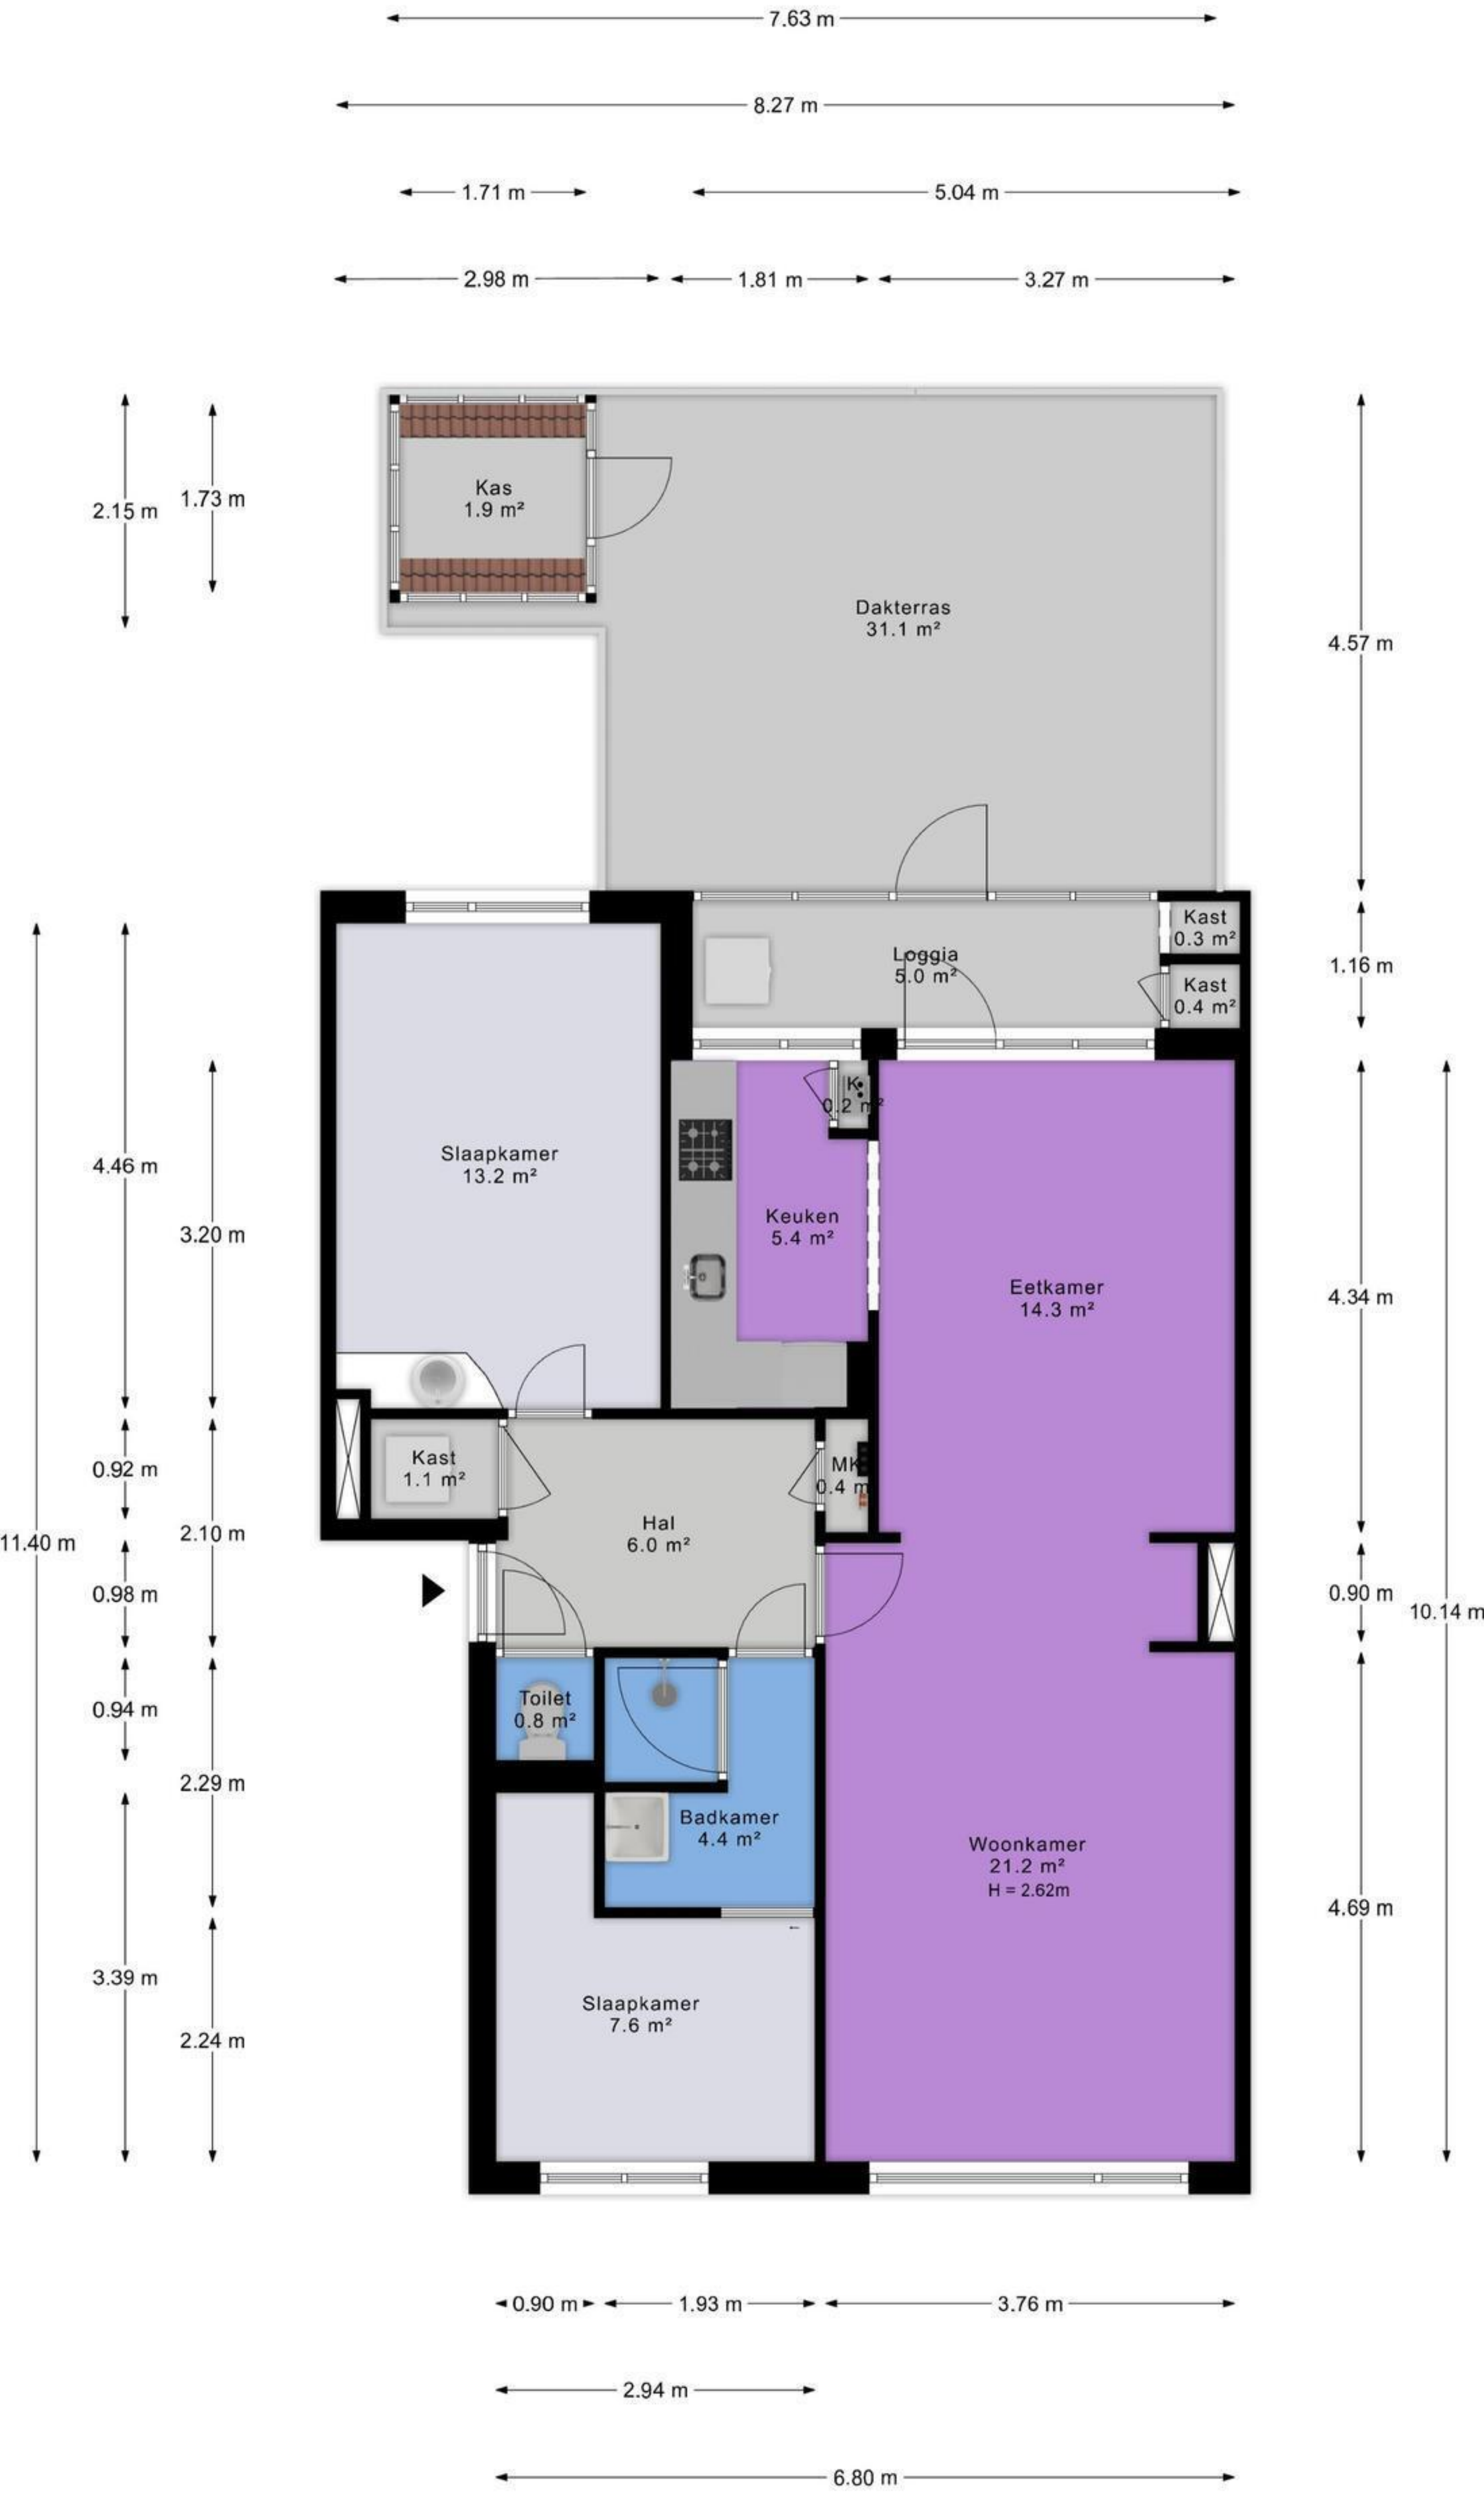 7.63 m
8.27 m
1.71 m
5.04 m
2.98 m
1.81 m
3.27 m
2.15 m
1.73 m
Kas
1.9 m²
Dakterras
31.1 m²
4.57 m
Kast
0.3 m²
Loggia
5.0 m²
1.16 m
Kast
0.4 m²
K
0.2 m²
Slaapkamer
13.2 m²
4.46 m
3.20 m
Keuken
5.4 m²
Eetkamer
14.3 m²
4.34 m
Kast
1.1 m²
MK
0.4 m
0.92 m
Hal
6.0 m²
2.10 m
11.40 m
0.98 m
0.90 m
10.14 m
Toilet
0.8 m²
0.94 m
2.29 m
Badkamer
4.4 m²
Woonkamer
21.2 m²
H = 2.62m
4.69 m
3.39 m
Slaapkamer
7.6 m²
2.24 m
0.90 m
1.93 m
3.76 m
2.94 m
6.80 m